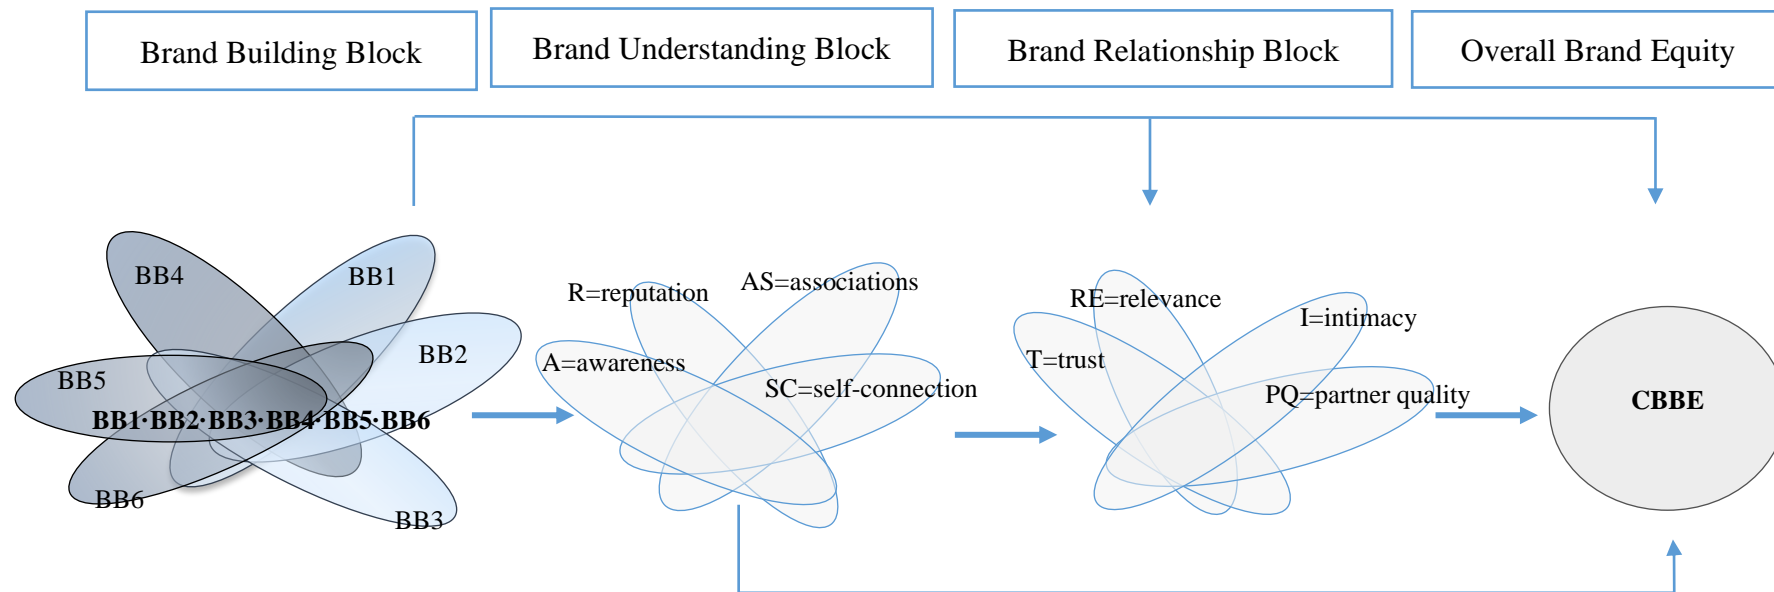 Brand Building Block
Brand Understanding Block
Brand Relationship Block
Overall Brand Equity
BB4
BB1
BB2
BB5
BB1·BB2·BB3·BB4·BB5·BB6
BB6
BB3
R=reputation
AS=associations
A=awareness
SC=self-connection
RE=relevance
I=intimacy
T=trust
PQ=partner quality
CBBE